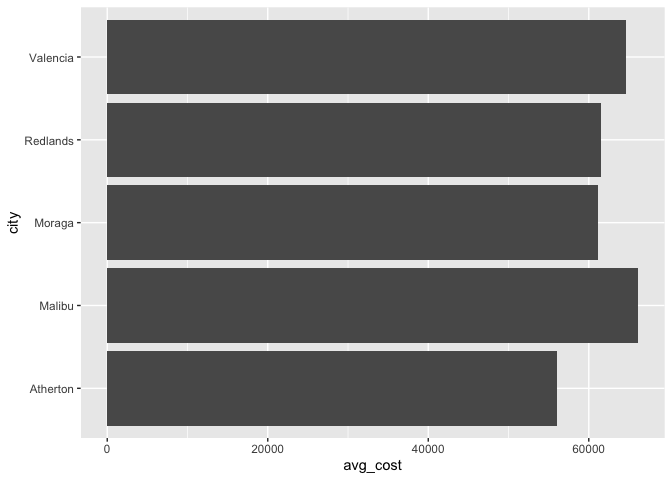 Valencia
Redlands
Moraga
Malibu
Atherton
city
0 20000 40000 60000
avg_cost